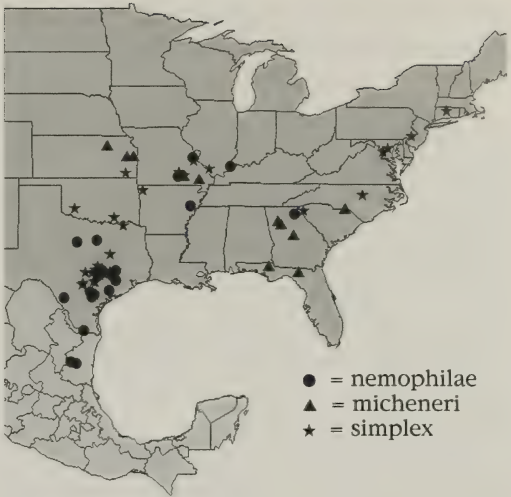 ● = nemophilae
▲ = micheneri
★ = simplex